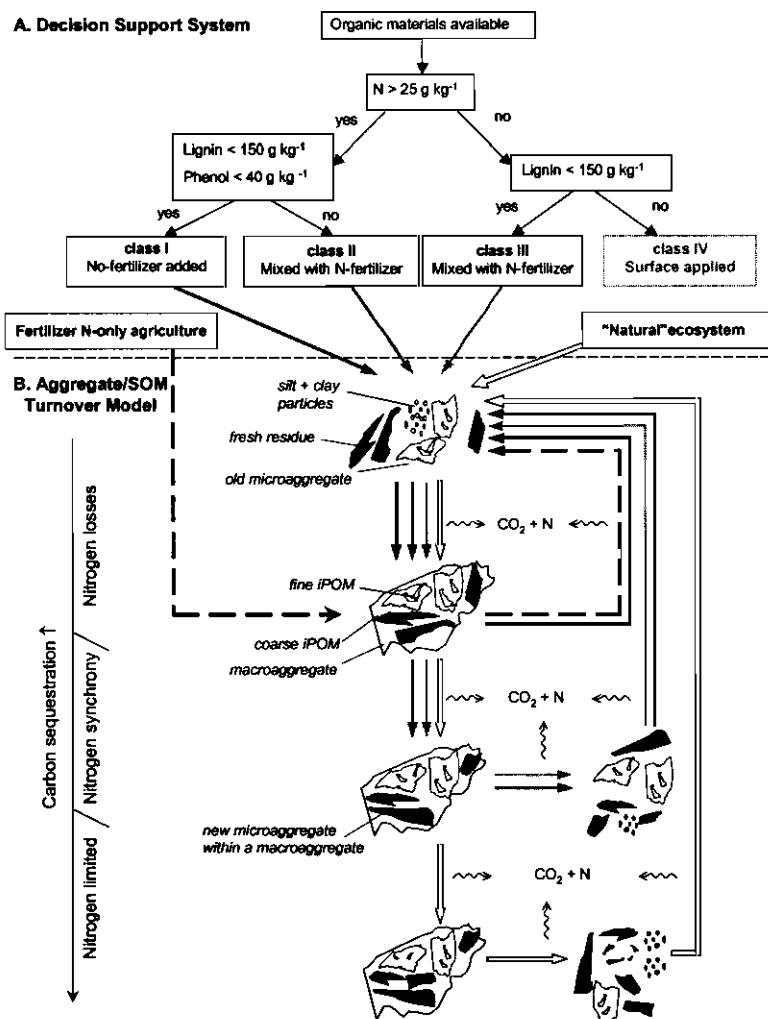 A. Decision Support System
Organic materials available
N > 25 g kg⁻¹
yes
no
Lignin < 150 g kg⁻¹
Phenol < 40 g kg⁻¹
Lignin < 150 g kg⁻¹
yes
no
yes
no
class I
No-fertilizer added
class II
Mixed with N-fertilizer
class III
Mixed with N-fertilizer
class IV
Surface applied
Fertilizer N-only agriculture
"Natural" ecosystem
B. Aggregate/SOM
Turnover Model
silt + clay
particles
fresh residue
old microaggregate
CO₂ + N
fine iPOM
coarse iPOM
macroaggregate
CO₂ + N
new microaggregate
within a macroaggregate
CO₂ + N
Carbon sequestration ↑
Nitrogen losses
Nitrogen synchrony
Nitrogen limited